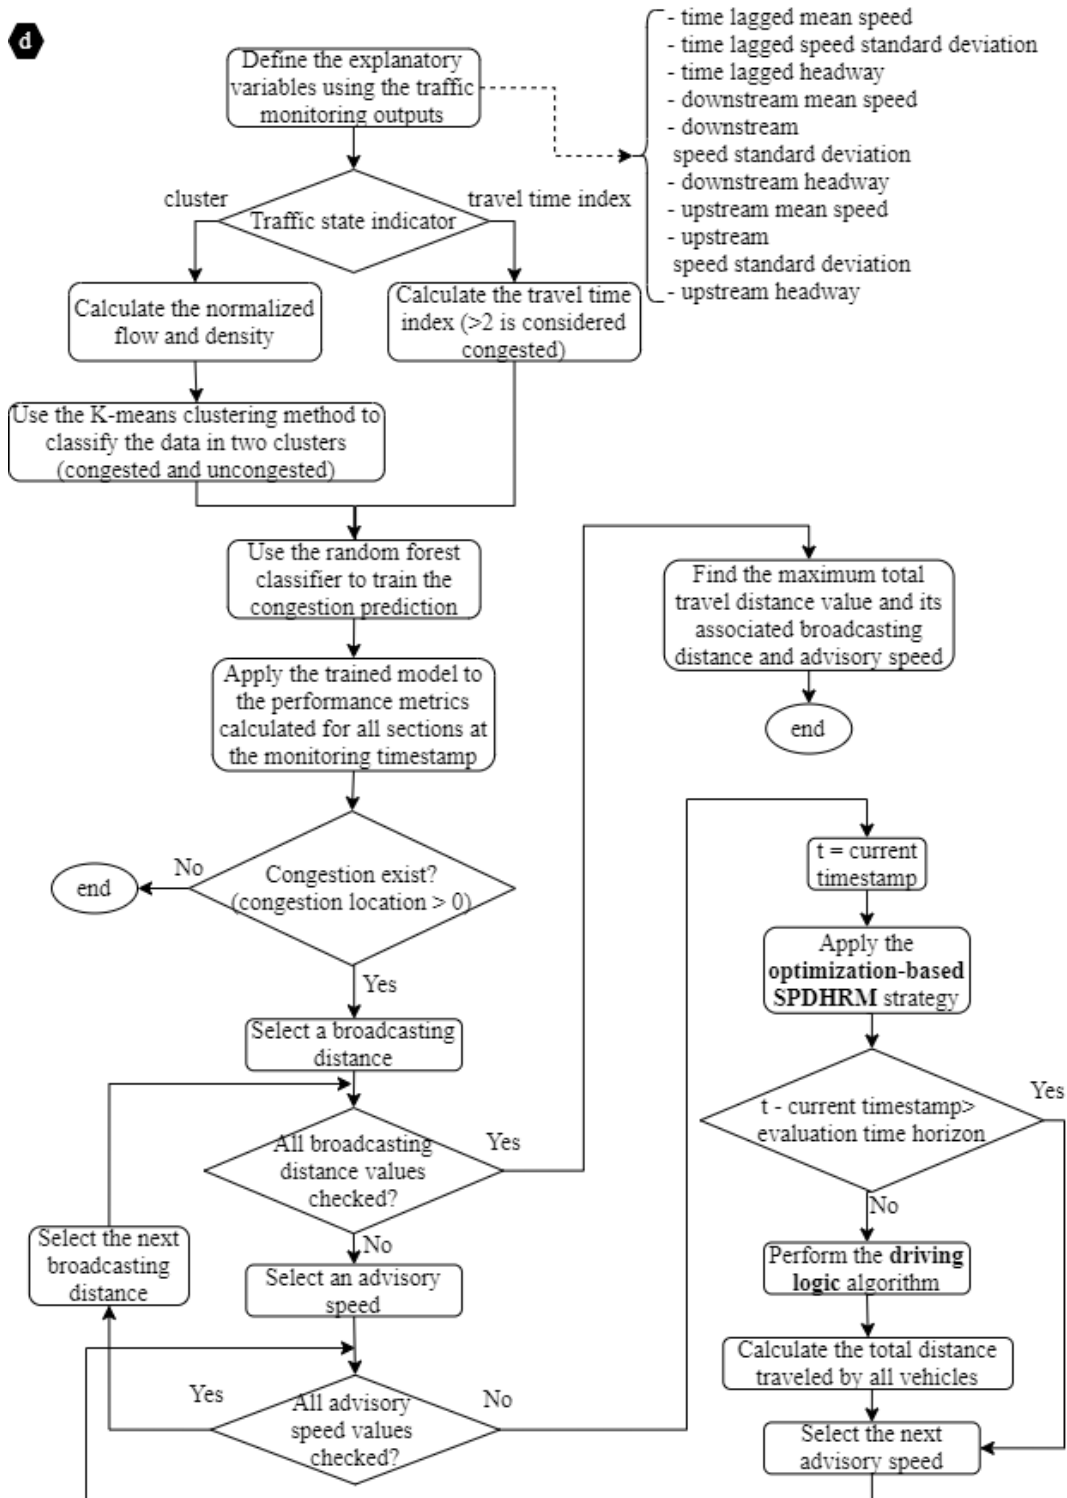 d
Define the explanatory
variables using the traffic
monitoring outputs
- time lagged mean speed
- time lagged speed standard deviation
- time lagged headway
- downstream mean speed
- downstream
speed standard deviation
- downstream headway
- upstream mean speed
- upstream
speed standard deviation
- upstream headway
cluster
Traffic state indicator
travel time index
Calculate the normalized
flow and density
Calculate the travel time
index (>2 is considered
congested)
Use the K-means clustering method to
classify the data in two clusters
(congested and uncongested)
Use the random forest
classifier to train the
congestion prediction
Apply the trained model to
the performance metrics
calculated for all sections at
the monitoring timestamp
Congestion exist?
(congestion location > 0)
No
end
Yes
Select a broadcasting
distance
All broadcasting
distance values
checked?
Yes
Find the maximum total
travel distance value and its
associated broadcasting
distance and advisory speed
end
No
Select an advisory
speed
Select the next
broadcasting
distance
All advisory
speed values
checked?
Yes
No
t = current
timestamp
Apply the
optimization-based
SPDHRM strategy
t - current timestamp>
evaluation time horizon
Yes
No
Perform the driving
logic algorithm
Calculate the total distance
traveled by all vehicles
Select the next
advisory speed